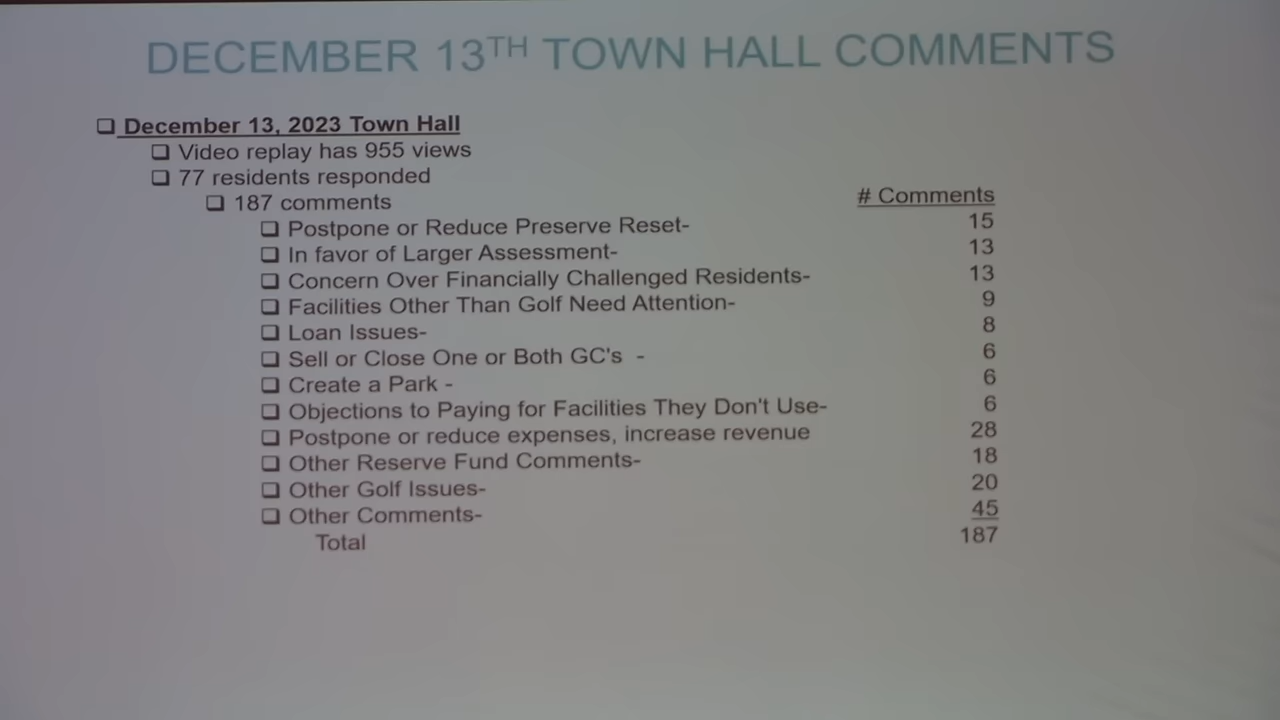 DECEMBER 13TH TOWN HALL COMMENTS
❑ December 13, 2023 Town Hall
❑ Video replay has 955 views
❑ 77 residents responded
❑ 187 comments
# Comments
❑ Postpone or Reduce Preserve Reset- 15
❑ In favor of Larger Assessment- 13
❑ Concern Over Financially Challenged Residents- 13
❑ Facilities Other Than Golf Need Attention- 9
❑ Loan Issues- 8
❑ Sell or Close One or Both GC's - 6
❑ Create a Park - 6
❑ Objections to Paying for Facilities They Don't Use- 6
❑ Postpone or reduce expenses, increase revenue 28
❑ Other Reserve Fund Comments- 18
❑ Other Golf Issues- 20
❑ Other Comments- 45
Total 187